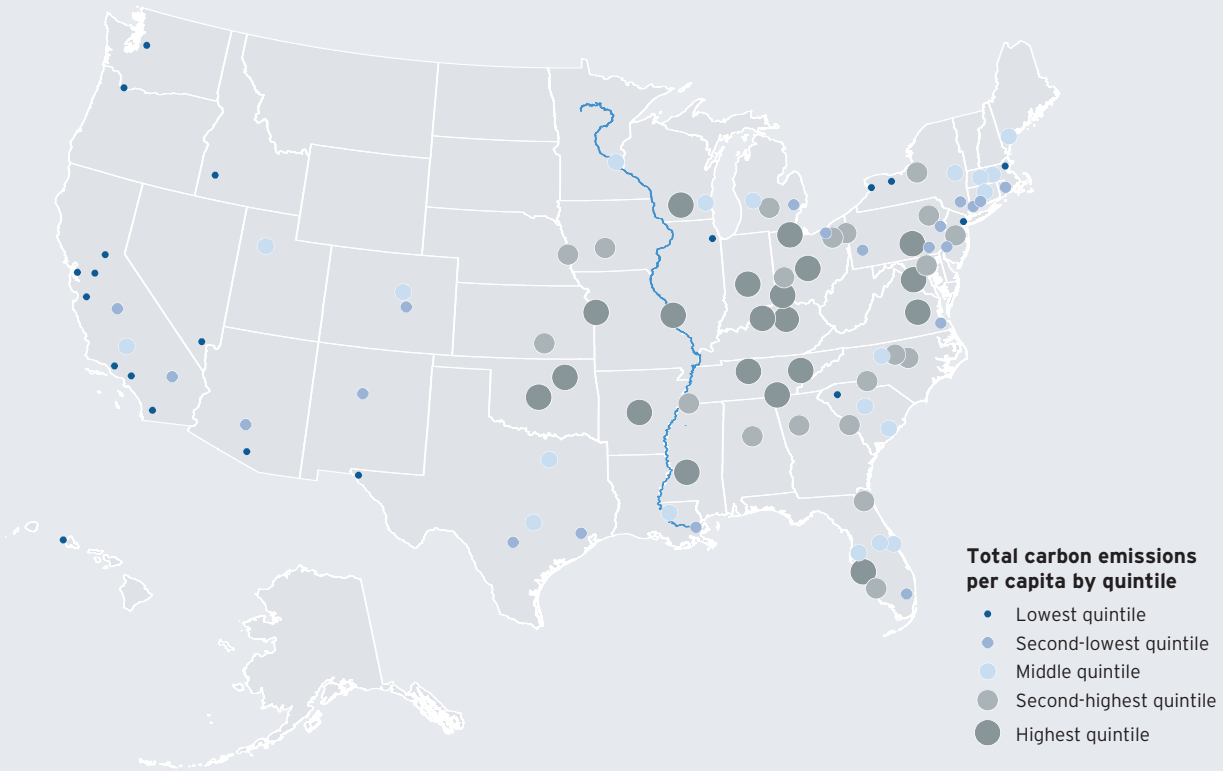 Total carbon emissions
per capita by quintile
Lowest quintile
Second-lowest quintile
Middle quintile
Second-highest quintile
Highest quintile